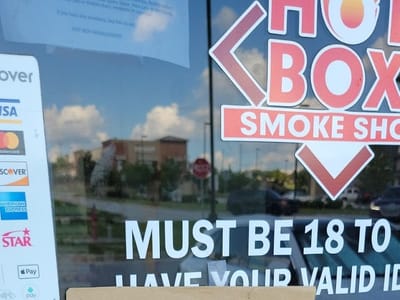 HOT
BOX
SMOKE SHO
MUST BE 18 TO
HAVE YOUR VALID ID
over
VISA
DISCOVER
STAR
Pay